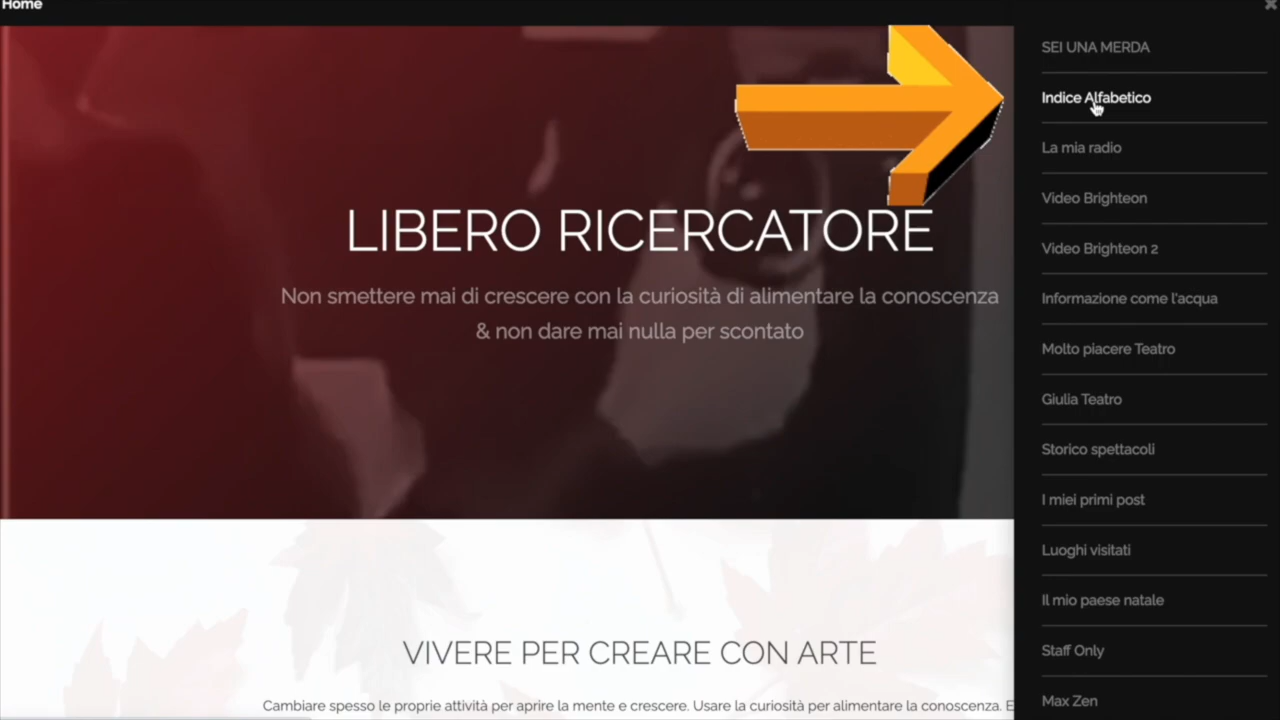 Home
SEI UNA MERDA
Indice Alfabetico
La mia radio
Video Brighteon
Video Brighteon 2
Informazione come l'acqua
Molto piacere Teatro
Giulia Teatro
Storico spettacoli
I miei primi post
Luoghi visitati
Il mio paese natale
Staff Only
Max Zen
LIBERO RICERCATORE
Non smettere mai di crescere con la curiosità di alimentare la conoscenza
& non dare mai nulla per scontato
VIVERE PER CREARE CON ARTE
Cambiare spesso le proprie attività per aprire la mente e crescere. Usare la curiosità per alimentare la conoscenza. E